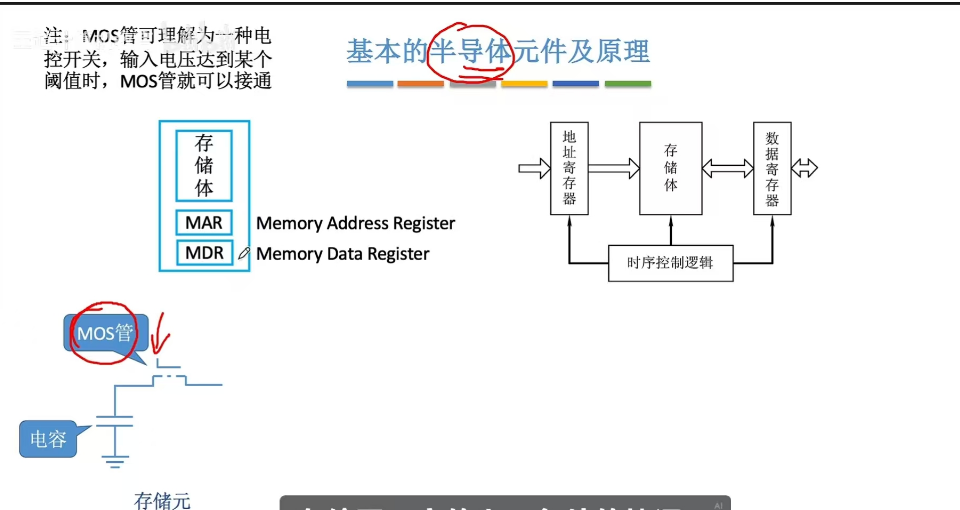 注：MOS管可理解为一种电
控开关，输入电压达到某个
阈值时，MOS管就可以接通
基本的半导体元件及原理
存储体
MAR
Memory Address Register
MDR
Memory Data Register
地址寄存器
存储体
数据寄存器
时序控制逻辑
MOS管
电容
存储元
AI